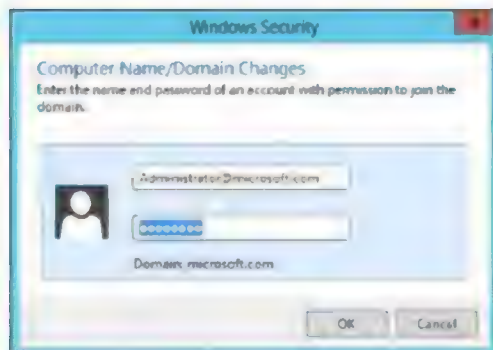 Windows Security
Computer Name/Domain Changes
Enter the name and password of an account with permission to join the
domain.
Administrator@microsoft.com
Domain: microsoft.com
OK
Cancel